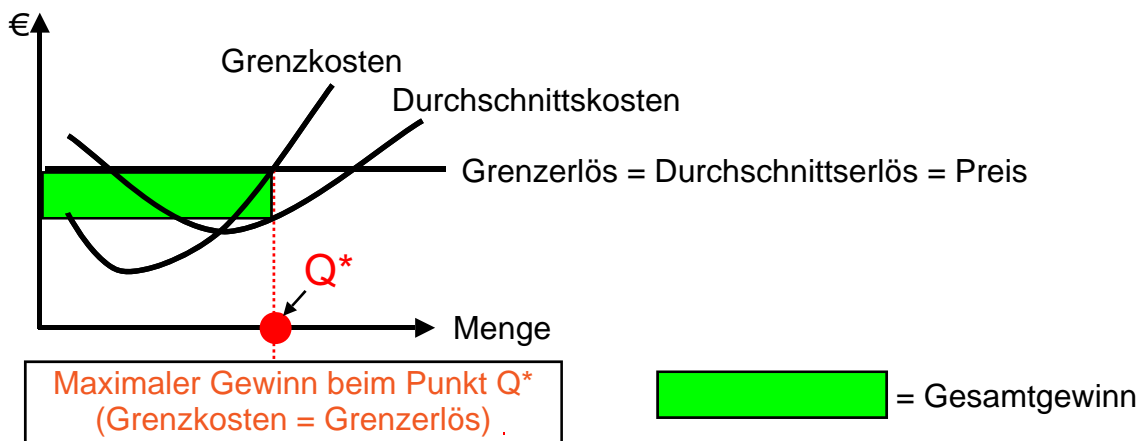 €
Grenzkosten
Durchschnittskosten
Grenzerlös = Durchschnittserlös = Preis
Q*
Menge
Maximaler Gewinn beim Punkt Q*
(Grenzkosten = Grenzerlös)
= Gesamtgewinn